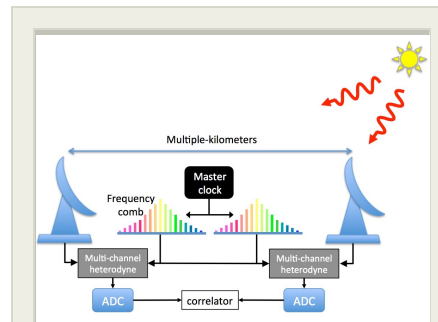 Multiple-kilometers
Master
clock
Frequency
comb
Multi-channel
heterodyne
Multi-channel
heterodyne
ADC
correlator
ADC